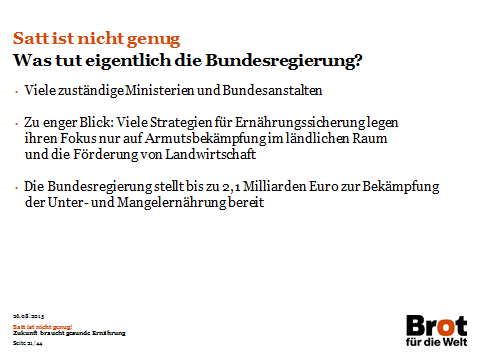 Satt ist nicht genug
Was tut eigentlich die Bundesregierung?
• Viele zuständige Ministerien und Bundesanstalten
• Zu enger Blick: Viele Strategien für Ernährungssicherung legen
ihren Fokus nur auf Armutsbekämpfung im ländlichen Raum
und die Förderung von Landwirtschaft
• Die Bundesregierung stellt bis zu 2,1 Milliarden Euro zur Bekämpfung
der Unter- und Mangelernährung bereit
26.08.2015
Satt ist nicht genug!
Zukunft braucht gesunde Ernährung
Seite 21/44
Brot
für die Welt